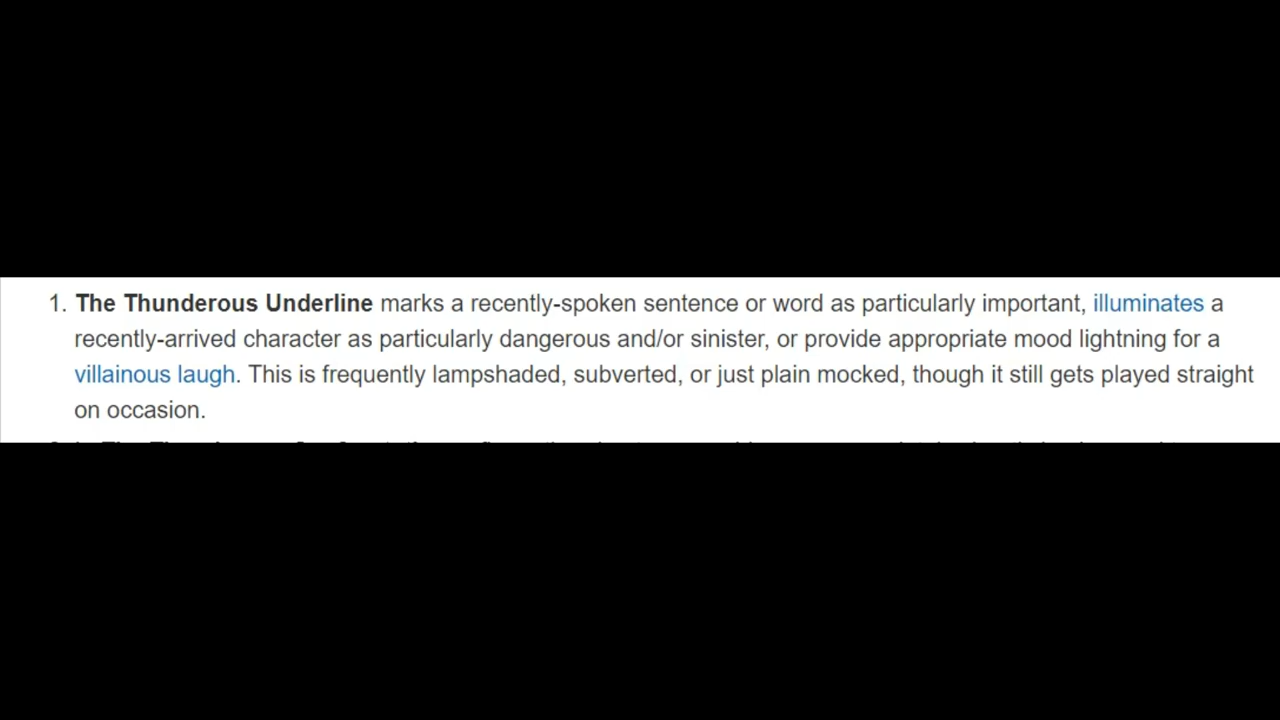 1. The Thunderous Underline marks a recently-spoken sentence or word as particularly important, illuminates a
recently-arrived character as particularly dangerous and/or sinister, or provide appropriate mood lightning for a
villainous laugh. This is frequently lampshaded, subverted, or just plain mocked, though it still gets played straight
on occasion.